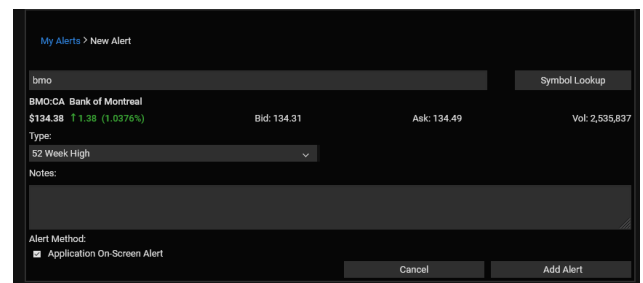 My Alerts > New Alert
bmo Symbol Lookup
BMO:CA Bank of Montreal
$134.38 ↑ 1.38 (1.0376%) Bid: 134.31 Ask: 134.49 Vol: 2,535,837
Type:
52 Week High
Notes:
Alert Method:
Application On-Screen Alert
Cancel Add Alert